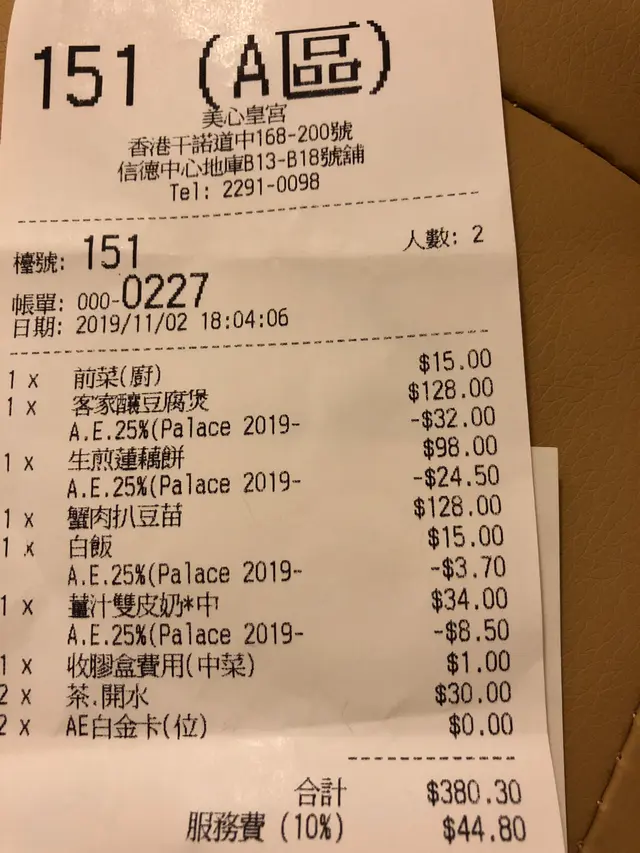 151 (A區)
美心皇宮
香港干諾道中168-200號
信德中心地庫B13-B18號舖
Tel: 2291-0098
檯號: 151 人數: 2
帳單: 000-0227
日期: 2019/11/02 18:04:06
1 x 前菜(廚) $15.00
1 x 客家釀豆腐煲 $128.00
A.E.25%(Palace 2019- -$32.00
1 x 生煎蓮藕餅 $98.00
A.E.25%(Palace 2019- -$24.50
1 x 蟹肉扒豆苗 $128.00
1 x 白飯 $15.00
A.E.25%(Palace 2019- -$3.70
1 x 薑汁雙皮奶*中 $34.00
A.E.25%(Palace 2019- -$8.50
1 x 收膠盒費用(中菜) $1.00
2 x 茶.開水 $30.00
2 x AE白金卡(位) $0.00
合計 $380.30
服務費 (10%) $44.80